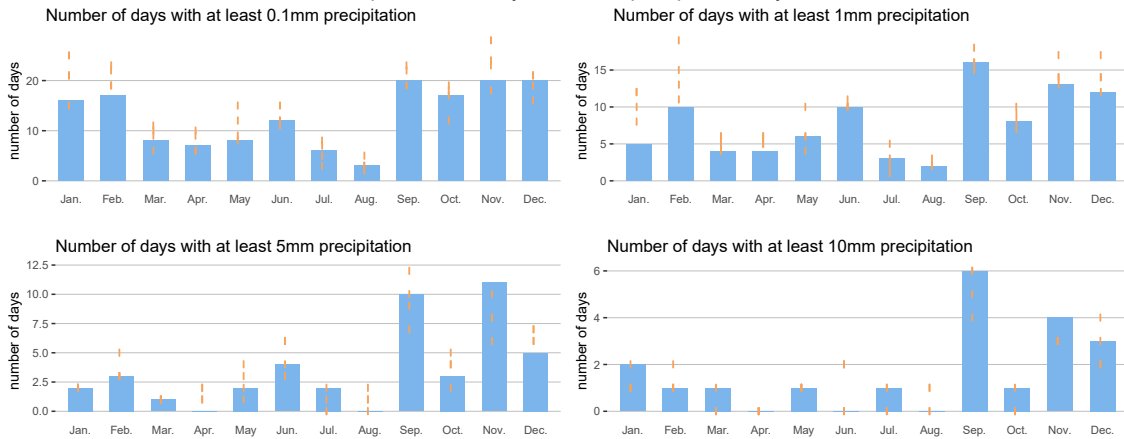 Number of days with at least 0.1mm precipitation
number of days
20
10
0
Jan. Feb. Mar. Apr. May Jun. Jul. Aug. Sep. Oct. Nov. Dec.
Number of days with at least 1mm precipitation
number of days
15
10
5
0
Jan. Feb. Mar. Apr. May Jun. Jul. Aug. Sep. Oct. Nov. Dec.
Number of days with at least 5mm precipitation
number of days
12.5
10.0
7.5
5.0
2.5
0.0
Jan. Feb. Mar. Apr. May Jun. Jul. Aug. Sep. Oct. Nov. Dec.
Number of days with at least 10mm precipitation
number of days
6
4
2
0
Jan. Feb. Mar. Apr. May Jun. Jul. Aug. Sep. Oct. Nov. Dec.